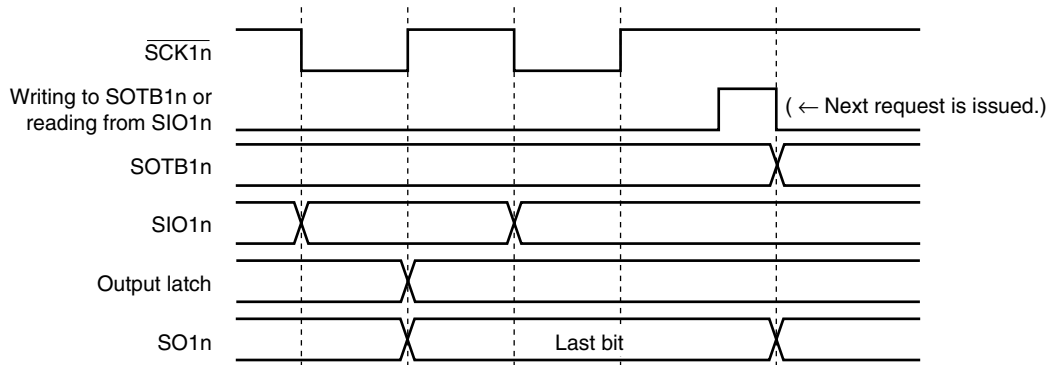 SCK1n
Writing to SOTB1n or
reading from SIO1n
( ← Next request is issued.)
SOTB1n
SIO1n
Output latch
SO1n
Last bit